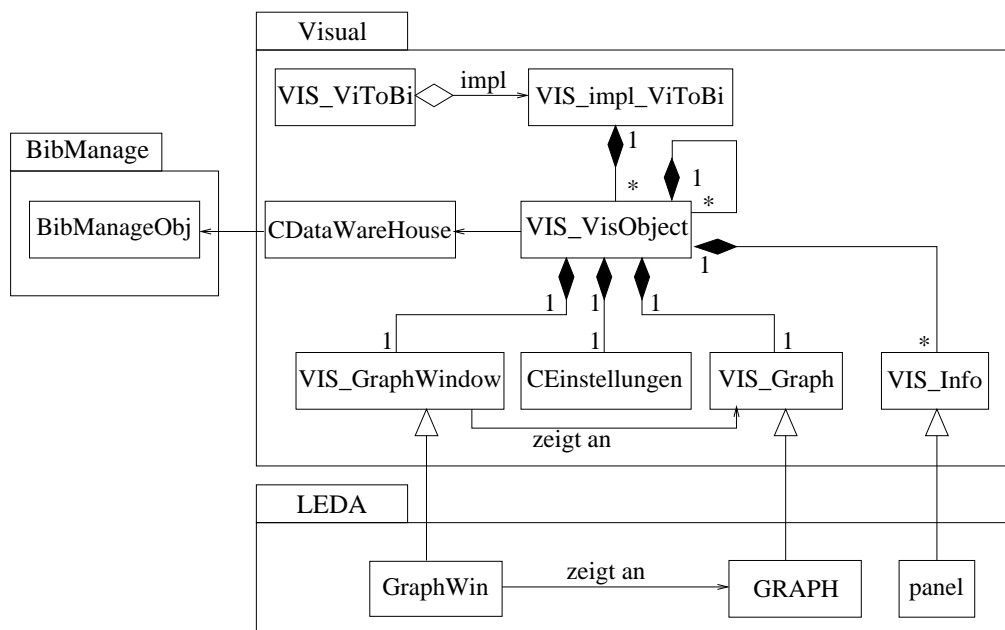 Visual
VIS_ViToBi
impl
VIS_impl_ViToBi
1
1
*
*
BibManage
BibManageObj
CDataWareHouse
VIS_VisObject
1
1
1
1
1
1
1
*
VIS_GraphWindow
CEinstellungen
VIS_Graph
VIS_Info
zeigt an
LEDA
GraphWin
zeigt an
GRAPH
panel